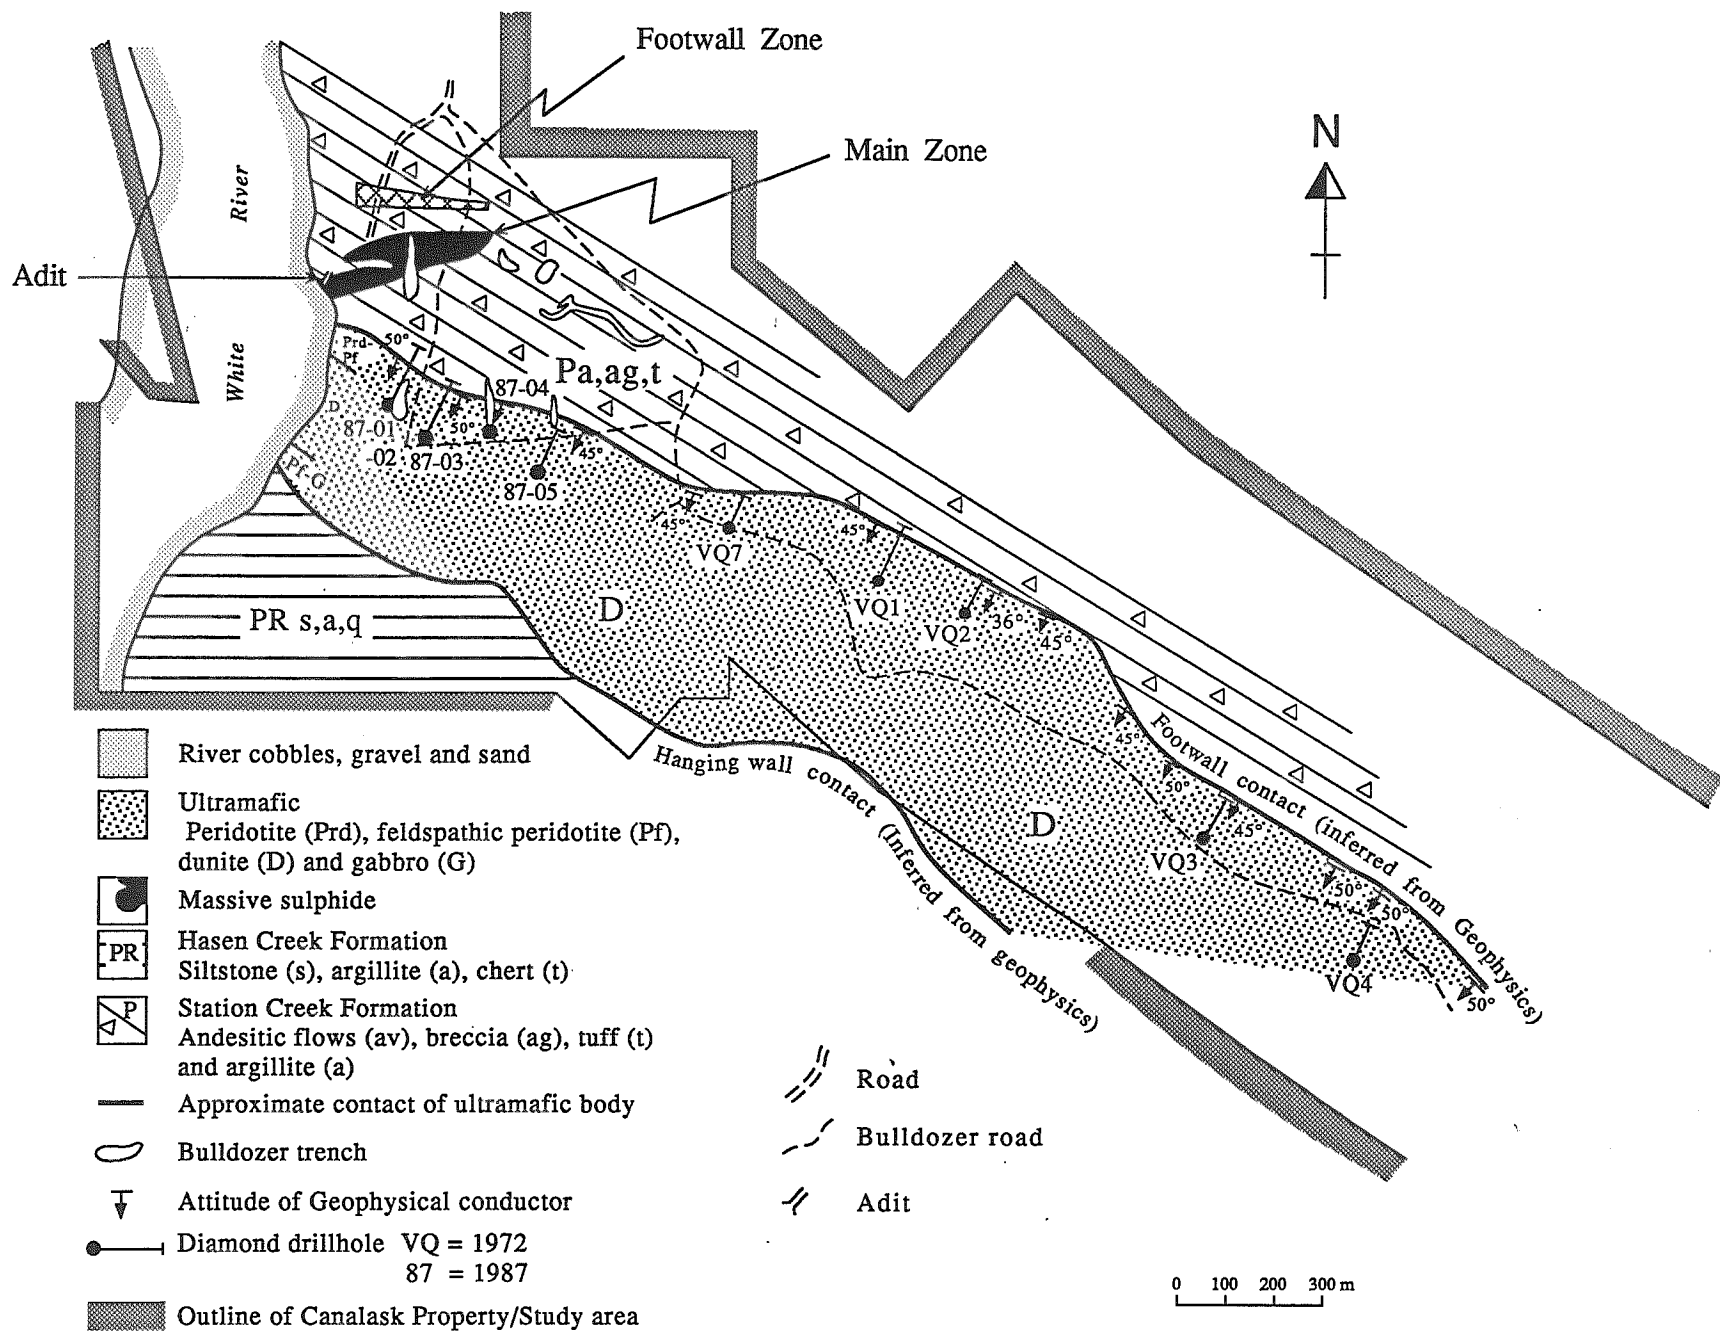 Footwall Zone
Main Zone
N
River
Adit
White
Prd-
Pf
50°
Pa,ag,t
87-04
D
87-01
-02
87-03
50°
45°
87-05
Pf-G
45°
VQ7
45°
VQ1
VQ2
36°
45°
D
PR s,a,q
45°
Footwall contact (inferred from Geophysics)
Hanging wall contact (Inferred from geophysics)
50°
45°
D
VQ3
50°
50°
VQ4
50°
River cobbles, gravel and sand
Ultramafic
Peridotite (Prd), feldspathic peridotite (Pf),
dunite (D) and gabbro (G)
Massive sulphide
PR
Hasen Creek Formation
Siltstone (s), argillite (a), chert (t)
P
Station Creek Formation
Andesitic flows (av), breccia (ag), tuff (t)
and argillite (a)
Approximate contact of ultramafic body
Bulldozer trench
Attitude of Geophysical conductor
Diamond drillhole VQ = 1972
87 = 1987
Outline of Canalask Property/Study area
Road
Bulldozer road
Adit
0 100 200 300 m